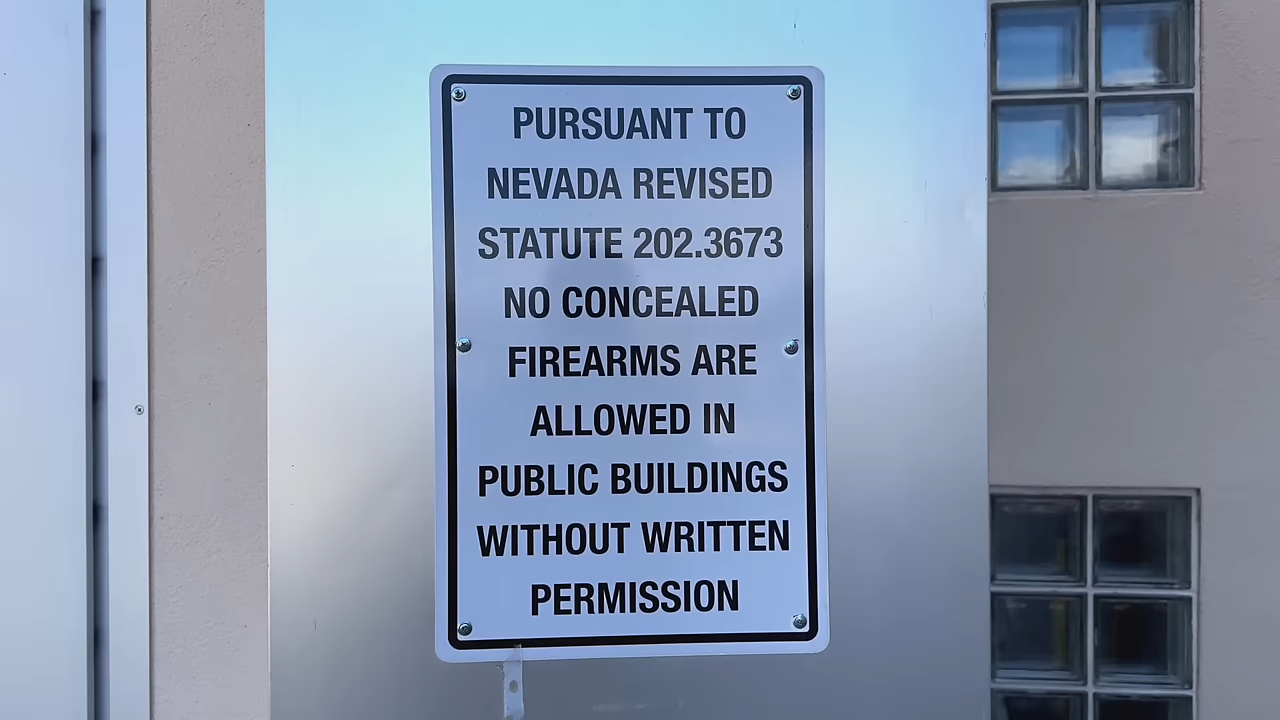 PURSUANT TO
NEVADA REVISED
STATUTE 202.3673
NO CONCEALED
FIREARMS ARE
ALLOWED IN
PUBLIC BUILDINGS
WITHOUT WRITTEN
PERMISSION